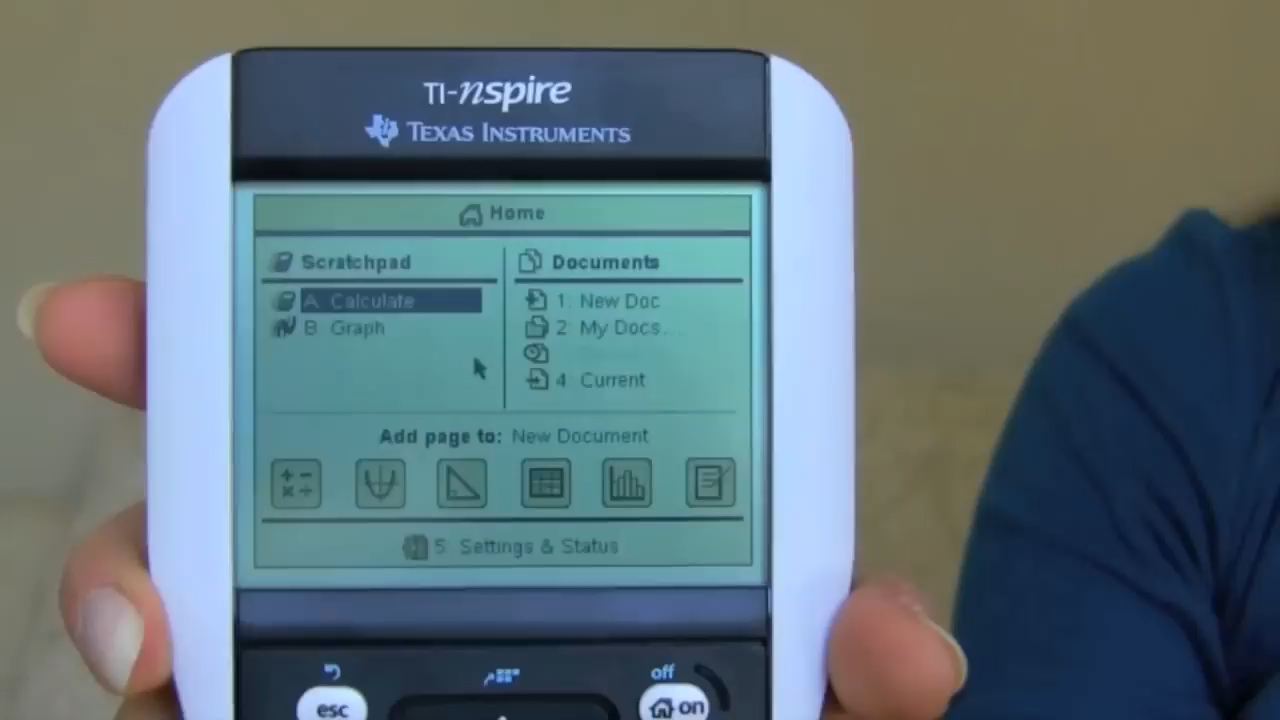 TI-nspire
TEXAS INSTRUMENTS
Home
Scratchpad
A Calculate
B Graph
Documents
1. New Doc
2 My Docs...
4 Current
Add page to: New Document
5 Settings & Status
esc
off
on